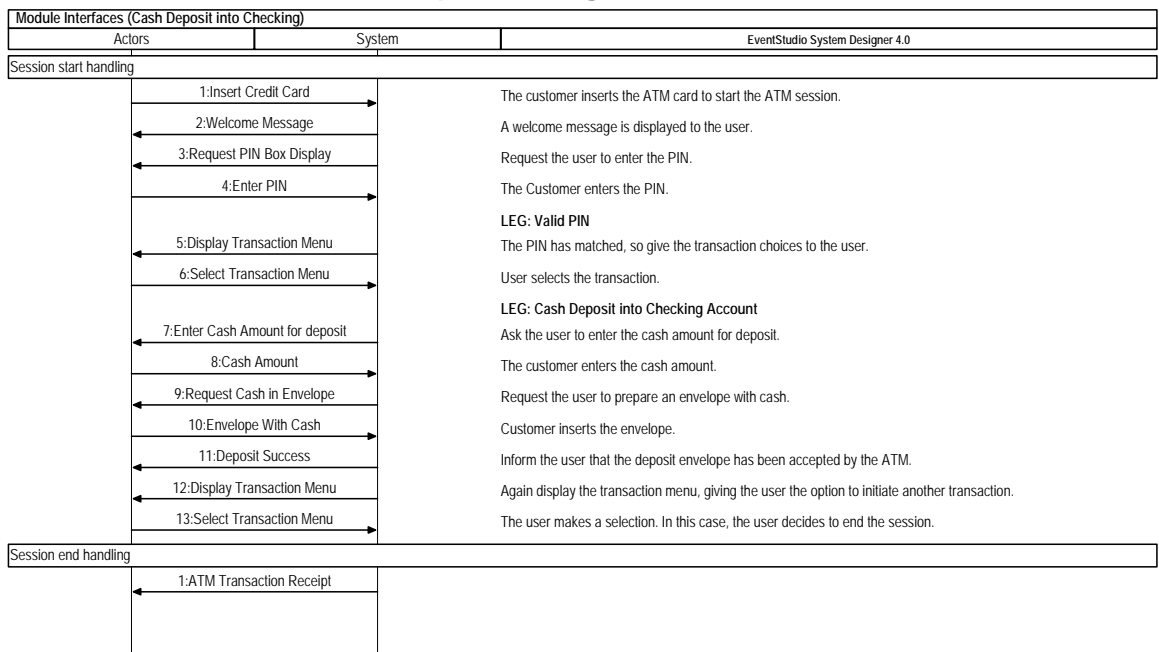 Module Interfaces (Cash Deposit into Checking)
Actors System EventStudio System Designer 4.0
Session start handling
1:Insert Credit Card The customer inserts the ATM card to start the ATM session.
2:Welcome Message A welcome message is displayed to the user.
3:Request PIN Box Display Request the user to enter the PIN.
4:Enter PIN The Customer enters the PIN.
LEG: Valid PIN
5:Display Transaction Menu The PIN has matched, so give the transaction choices to the user.
6:Select Transaction Menu User selects the transaction.
LEG: Cash Deposit into Checking Account
7:Enter Cash Amount for deposit Ask the user to enter the cash amount for deposit.
8:Cash Amount The customer enters the cash amount.
9:Request Cash in Envelope Request the user to prepare an envelope with cash.
10:Envelope With Cash Customer inserts the envelope.
11:Deposit Success Inform the user that the deposit envelope has been accepted by the ATM.
12:Display Transaction Menu Again display the transaction menu, giving the user the option to initiate another transaction.
13:Select Transaction Menu The user makes a selection. In this case, the user decides to end the session.
Session end handling
1:ATM Transaction Receipt